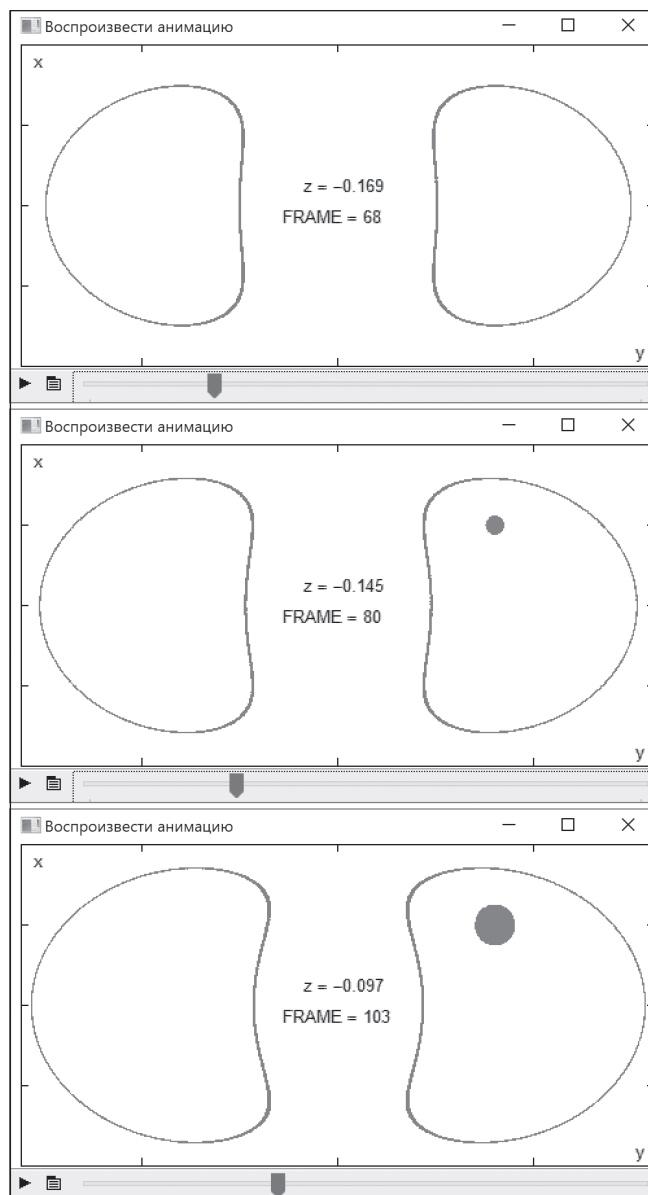 Воспроизвести анимацию
x
z = −0.169
FRAME = 68
y
Воспроизвести анимацию
x
z = −0.145
FRAME = 80
y
Воспроизвести анимацию
x
z = −0.097
FRAME = 103
y